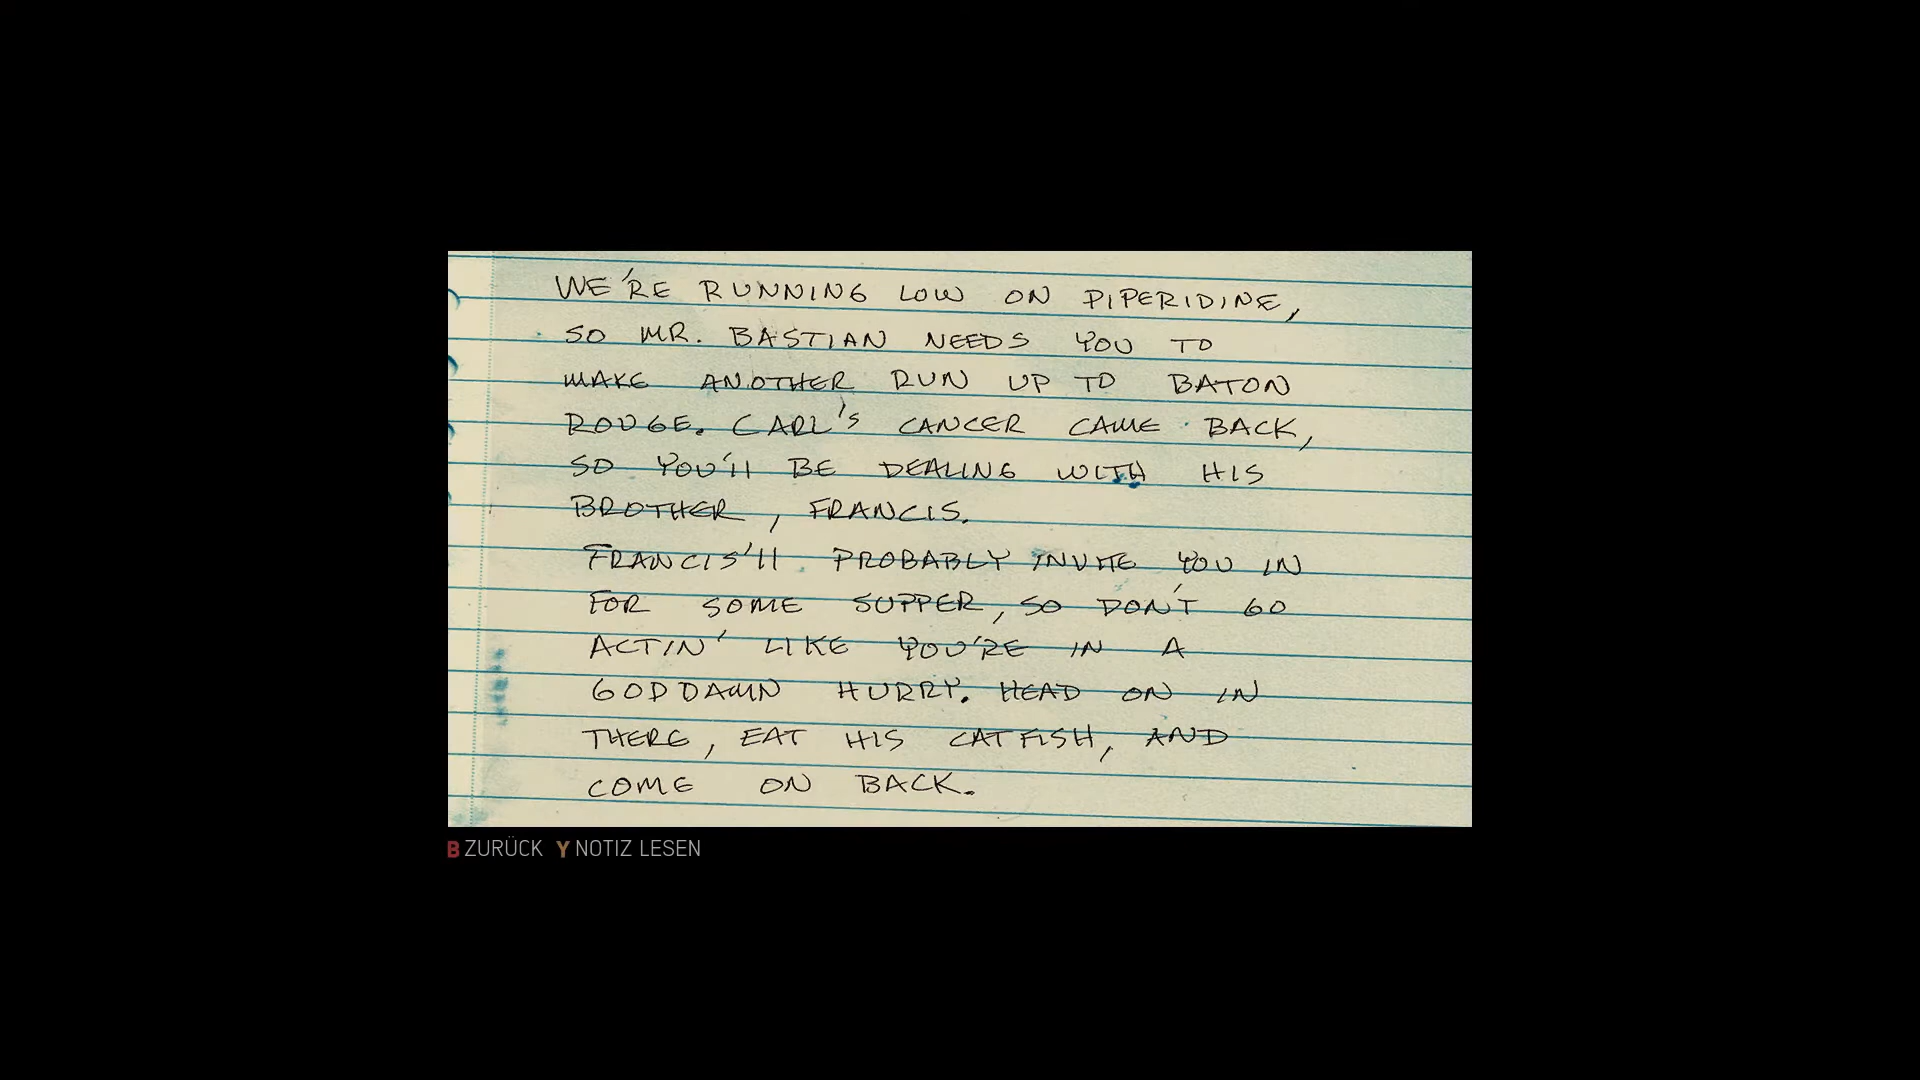 WE'RE RUNNING LOW ON PIPERIDINE,
SO MR. BASTIAN NEEDS YOU TO
MAKE ANOTHER RUN UP TO BATON
ROUGE. CARL'S CANCER CAME BACK,
SO YOU'll BE DEALING WITH HIS
BROTHER, FRANCIS.
FRANCIS'll PROBABLY INVITE YOU IN
FOR SOME SUPPER, SO DON'T GO
ACTIN' LIKE YOU'RE IN A
GODDAMN HURRY. HEAD ON IN
THERE, EAT HIS CATFISH, AND
COME ON BACK.
B ZURÜCK Y NOTIZ LESEN